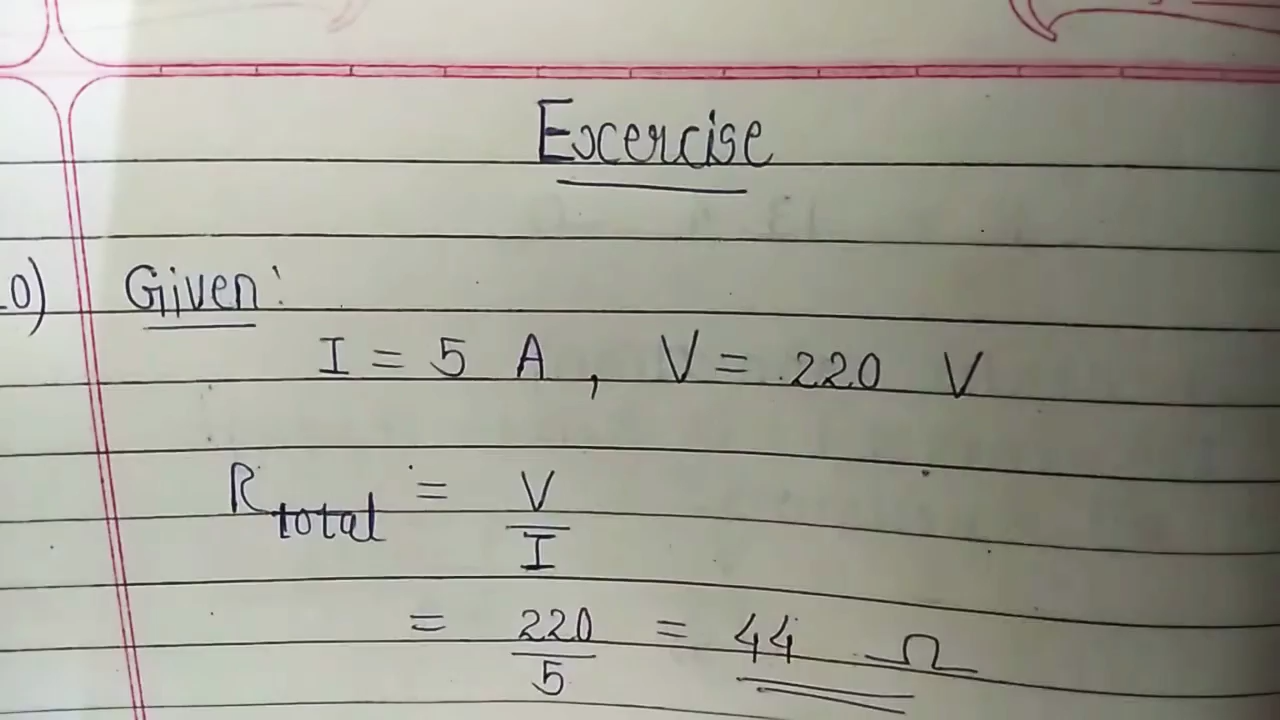 Excercise
0) Given:
I = 5 A , V = 220 V
R total = V / I
= 220 / 5 = 44 Ω